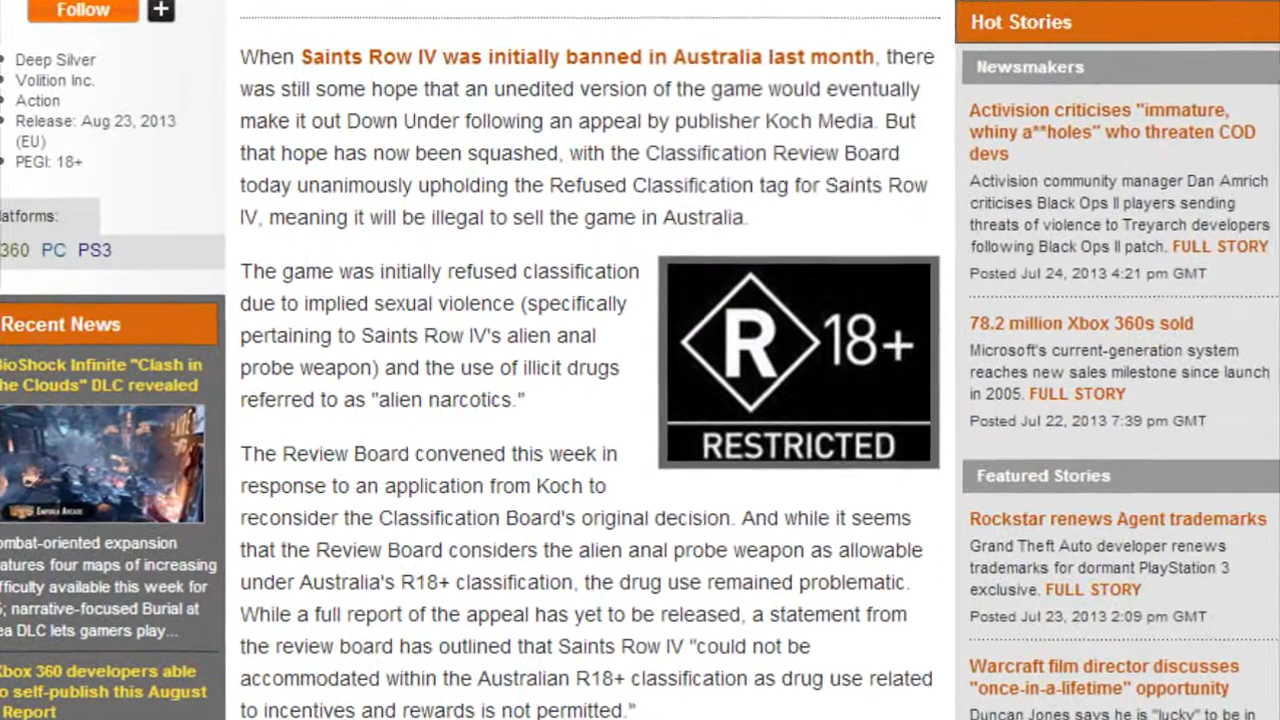 Follow
+
Deep Silver
Volition Inc.
Action
Release: Aug 23, 2013
(EU)
PEGI: 18+
atforms:
360 PC PS3
Recent News
BioShock Infinite "Clash in
he Clouds" DLC revealed
EMPORIA ARCADE
ombat-oriented expansion
atures four maps of increasing
fficulty available this week for
; narrative-focused Burial at
ea DLC lets gamers play...
Xbox 360 developers able
o self-publish this August
Report
When Saints Row IV was initially banned in Australia last month, there
was still some hope that an unedited version of the game would eventually
make it out Down Under following an appeal by publisher Koch Media. But
that hope has now been squashed, with the Classification Review Board
today unanimously upholding the Refused Classification tag for Saints Row
IV, meaning it will be illegal to sell the game in Australia.
The game was initially refused classification
due to implied sexual violence (specifically
pertaining to Saints Row IV's alien anal
probe weapon) and the use of illicit drugs
referred to as "alien narcotics."
R 18+
RESTRICTED
The Review Board convened this week in
response to an application from Koch to
reconsider the Classification Board's original decision. And while it seems
that the Review Board considers the alien anal probe weapon as allowable
under Australia's R18+ classification, the drug use remained problematic.
While a full report of the appeal has yet to be released, a statement from
the review board has outlined that Saints Row IV "could not be
accommodated within the Australian R18+ classification as drug use related
to incentives and rewards is not permitted."
Hot Stories
Newsmakers
Activision criticises "immature,
whiny a**holes" who threaten COD
devs
Activision community manager Dan Amrich
criticises Black Ops II players sending
threats of violence to Treyarch developers
following Black Ops II patch. FULL STORY
Posted Jul 24, 2013 4:21 pm GMT
78.2 million Xbox 360s sold
Microsoft's current-generation system
reaches new sales milestone since launch
in 2005. FULL STORY
Posted Jul 22, 2013 7:39 pm GMT
Featured Stories
Rockstar renews Agent trademarks
Grand Theft Auto developer renews
trademarks for dormant PlayStation 3
exclusive. FULL STORY
Posted Jul 23, 2013 2:09 pm GMT
Warcraft film director discusses
"once-in-a-lifetime" opportunity
Duncan Jones says he is "lucky" to be in